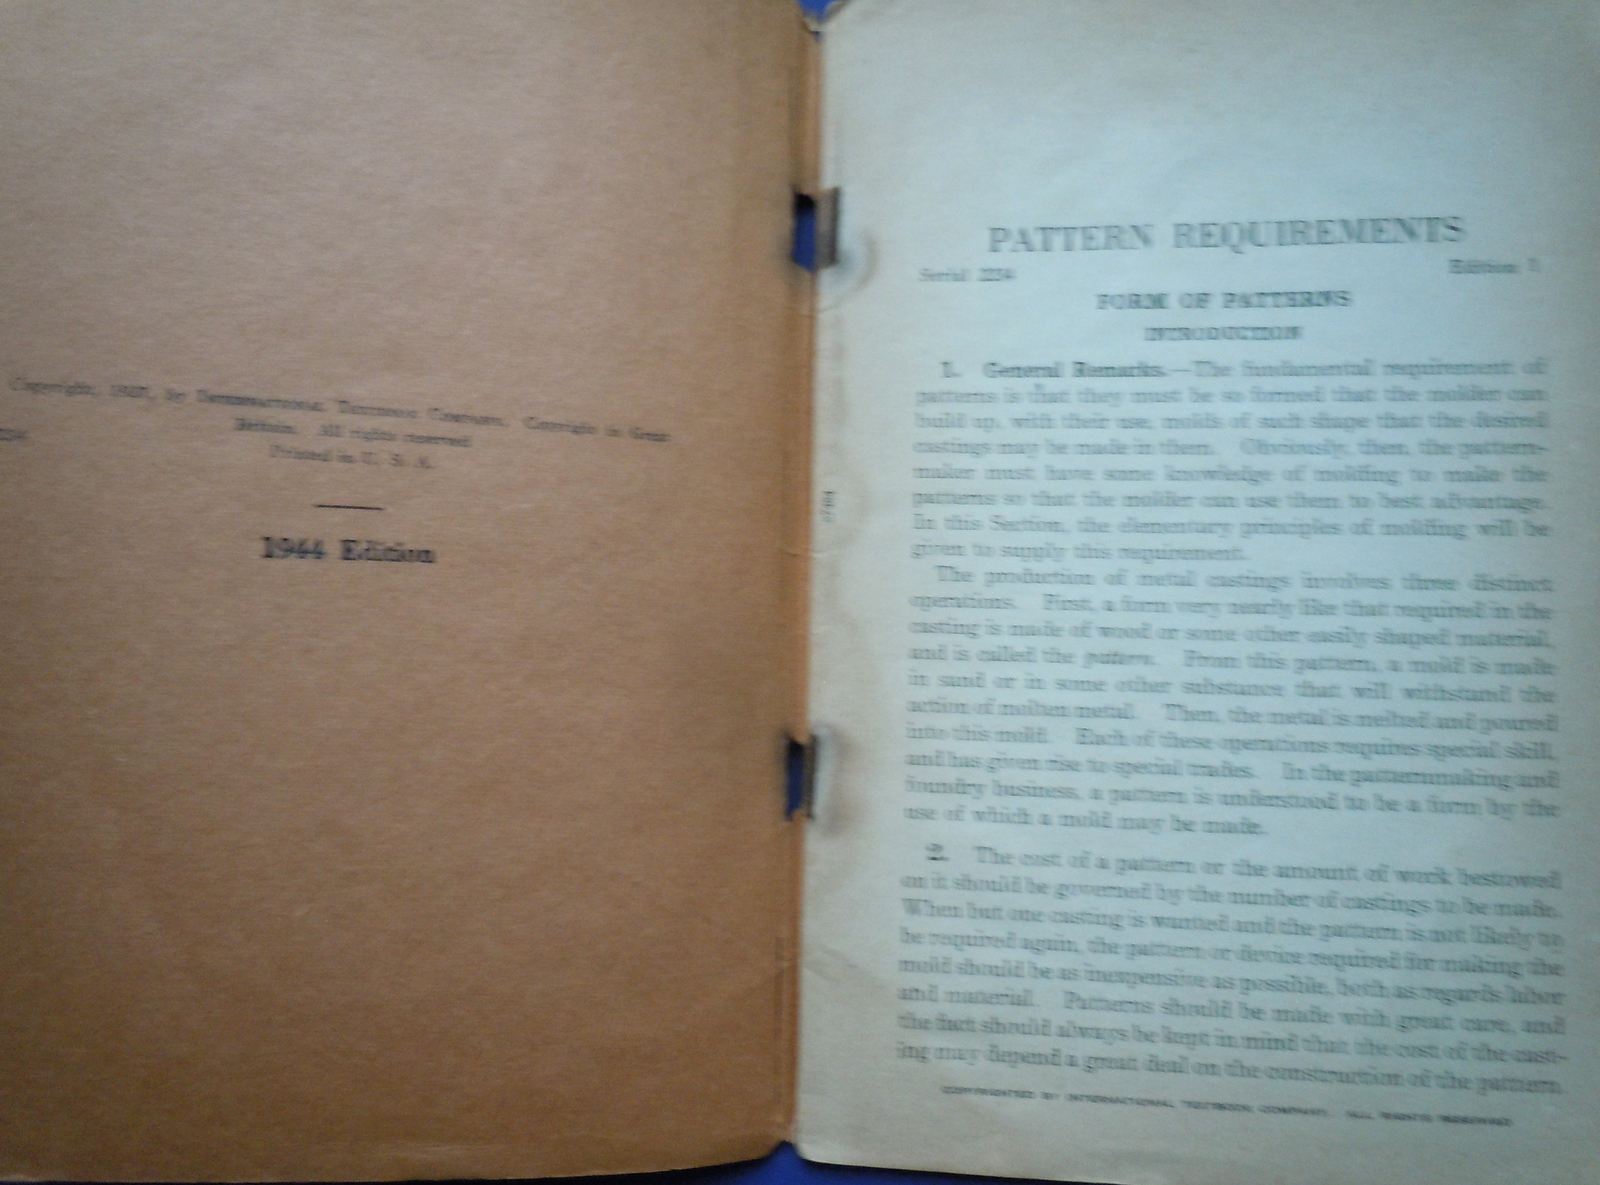 Copyright, by INTERNATIONAL TEXTBOOK COMPANY. Copyright in Great
Britain. All rights reserved
Printed in U. S. A.
1944 Edition
PATTERN REQUIREMENTS
Serial 2234 Edition 1
FORM OF PATTERNS
INTRODUCTION
1. General Remarks.—The fundamental requirement of
patterns is that they must be so formed that the molder can
build up, with their use, molds of such shape that the desired
castings may be made in them. Obviously, then, the pattern-
maker must have some knowledge of molding to make the
patterns so that the molder can use them to best advantage.
In this Section, the elementary principles of molding will be
given to supply this requirement.
The production of metal castings involves three distinct
operations. First, a form very nearly like that required in the
casting is made of wood or some other easily shaped material,
and is called the pattern. From this pattern, a mold is made
in sand or in some other substance that will withstand the
action of molten metal. Then, the metal is melted and poured
into this mold. Each of these operations requires special skill,
and has given rise to special trades. In the patternmaking and
foundry business, a pattern is understood to be a form by the
use of which a mold may be made.
2. The cost of a pattern or the amount of work bestowed
on it should be governed by the number of castings to be made.
When but one casting is wanted and the pattern is not likely to
be required again, the pattern or device required for making the
mold should be as inexpensive as possible, both as regards labor
and material. Patterns should be made with great care, and
the fact should always be kept in mind that the cost of the cast-
ing may depend a great deal on the construction of the pattern.
COPYRIGHTED BY INTERNATIONAL TEXTBOOK COMPANY. ALL RIGHTS RESERVED